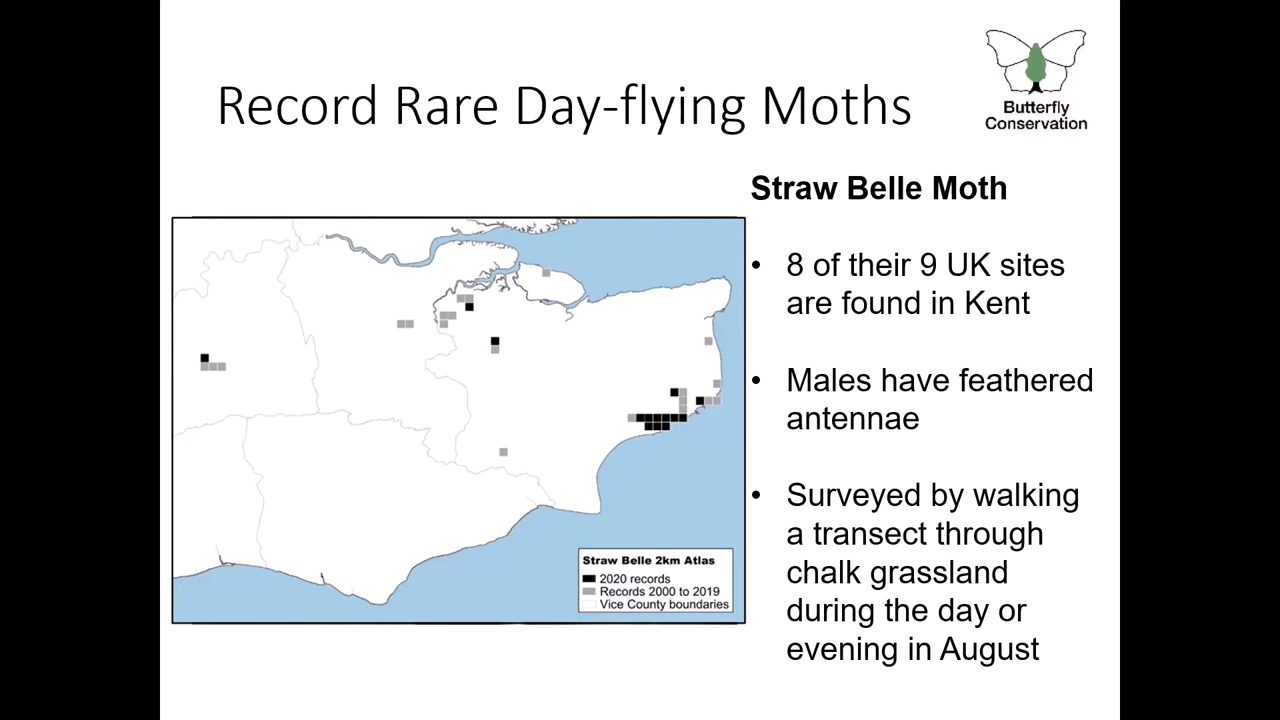 Record Rare Day-flying Moths
Butterfly
Conservation
Straw Belle Moth
• 8 of their 9 UK sites
are found in Kent
• Males have feathered
antennae
• Surveyed by walking
a transect through
chalk grassland
during the day or
evening in August
Straw Belle 2km Atlas
2020 records
Records 2000 to 2019
Vice County boundaries